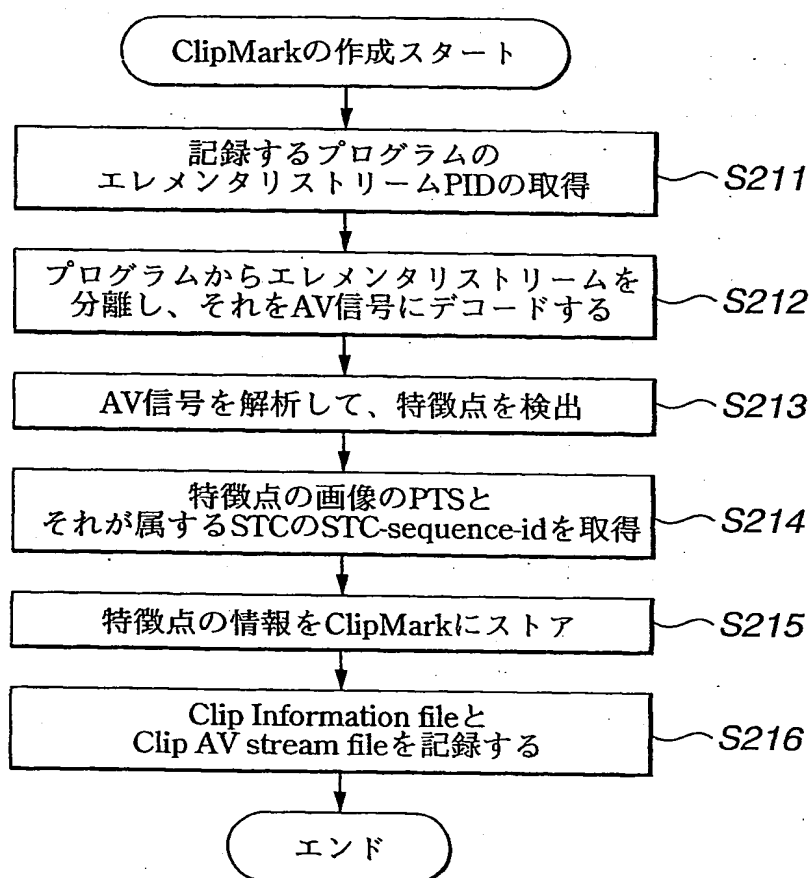 ClipMarkの作成スタート
記録するプログラムの
エレメンタリストリームPIDの取得
S211
プログラムからエレメンタリストリームを
分離し、それをAV信号にデコードする
S212
AV信号を解析して、特徴点を検出
S213
特徴点の画像のPTSと
それが属するSTCのSTC-sequence-idを取得
S214
特徴点の情報をClipMarkにストア
S215
Clip Information fileと
Clip AV stream fileを記録する
S216
エンド